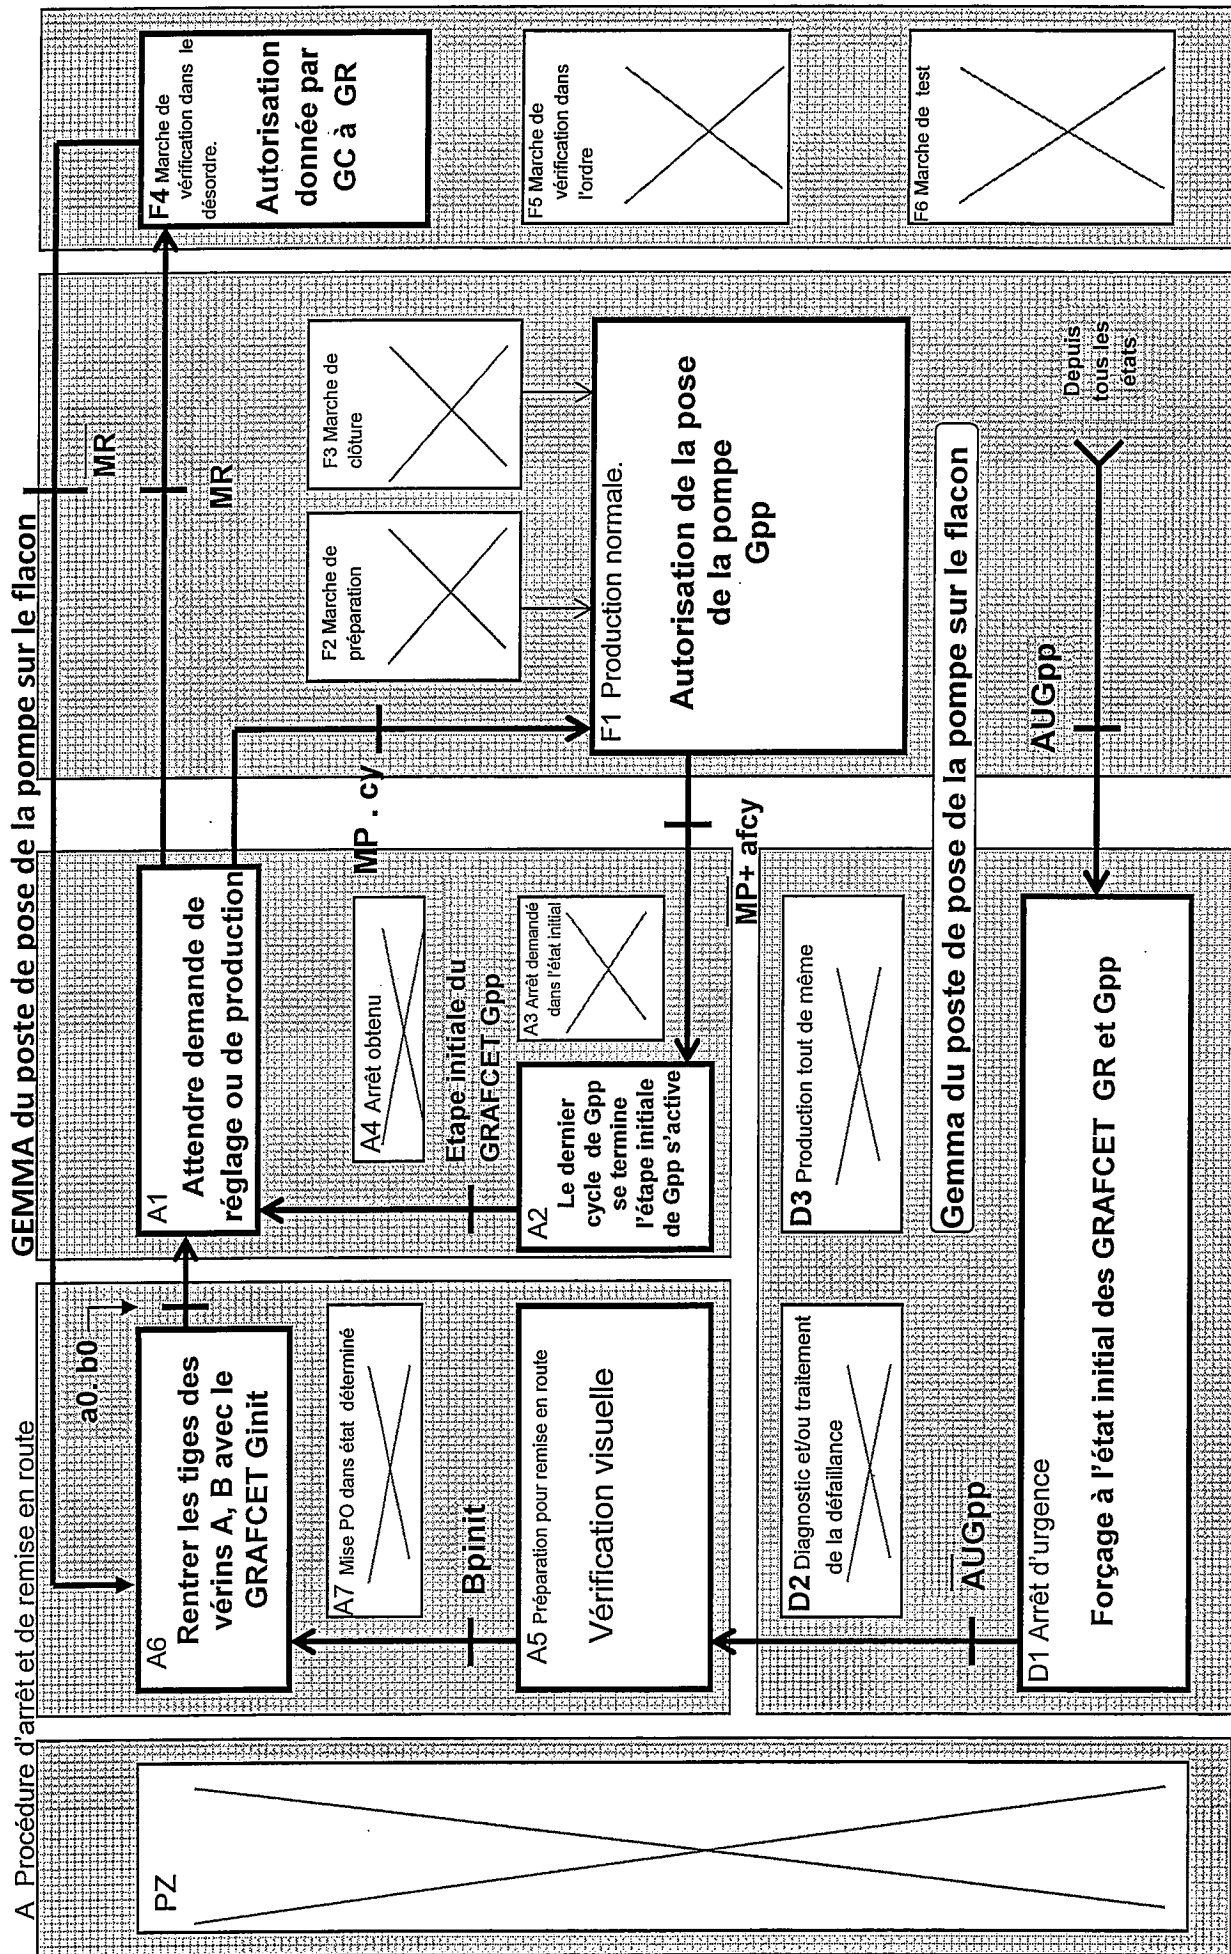 GEMMA du poste de pose de la pompe sur le flacon
A Procédure d'arrêt et de remise en route
PZ
A6
Rentrer les tiges des
vérins A, B avec le
GRAFCET Ginit
a0. b0
A1
Attendre demande de
réglage ou de production
MR
MR
F4 Marche de
vérification dans le
désordre.
Autorisation
donnée par
GC à GR
A7 Mise PO dans état déterminé
A4 Arrêt obtenu
MP . cy
F2 Marche de
préparation
F3 Marche de
clôture
Bpinit
Etape initiale du
GRAFCET Gpp
A5 Préparation pour remise en route
Vérification visuelle
A2
Le dernier
cycle de Gpp
se termine
l'étape initiale
de Gpp s'active
A3 Arrêt demandé
dans l'état initial
MP+ afcy
F1 Production normale.
Autorisation de la pose
de la pompe
Gpp
F5 Marche de
vérification dans
l'ordre
D2 Diagnostic et/ou traitement
de la défaillance
D3 Production tout de même
Gemma du poste de pose de la pompe sur le flacon
F6 Marche de test
AUGpp
D1 Arrêt d'urgence
Forçage à l'état initial des GRAFCET GR et Gpp
AUGpp
Depuis
tous les
états